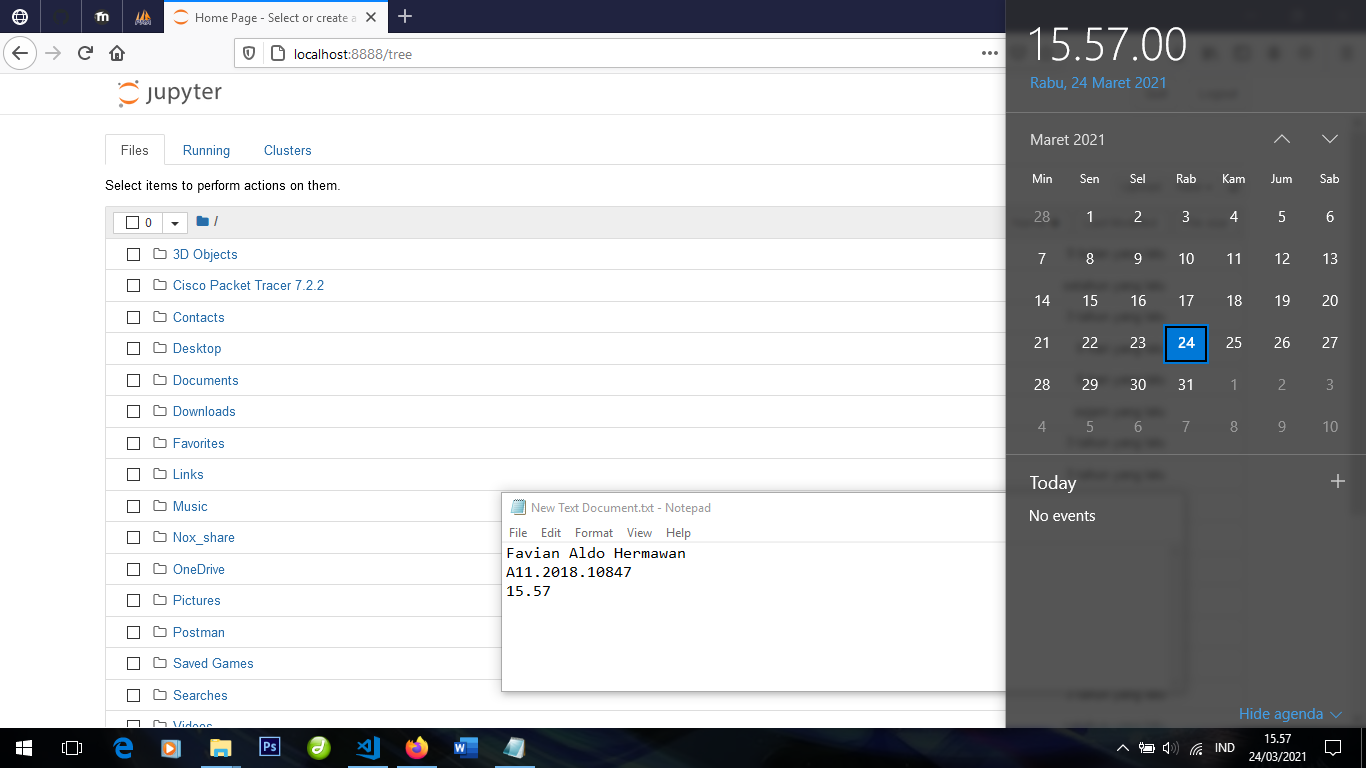 Home Page - Select or create a
localhost:8888/tree
jupyter
Files Running Clusters
Select items to perform actions on them.
0 /
3D Objects
Cisco Packet Tracer 7.2.2
Contacts
Desktop
Documents
Downloads
Favorites
Links
Music
Nox_share
OneDrive
Pictures
Postman
Saved Games
Searches
Videos
New Text Document.txt - Notepad
File Edit Format View Help
Favian Aldo Hermawan
A11.2018.10847
15.57
15.57.00
Rabu, 24 Maret 2021
Maret 2021
Min Sen Sel Rab Kam Jum Sab
28 1 2 3 4 5 6
7 8 9 10 11 12 13
14 15 16 17 18 19 20
21 22 23 24 25 26 27
28 29 30 31 1 2 3
4 5 6 7 8 9 10
Today
No events
Hide agenda
IND
15.57
24/03/2021